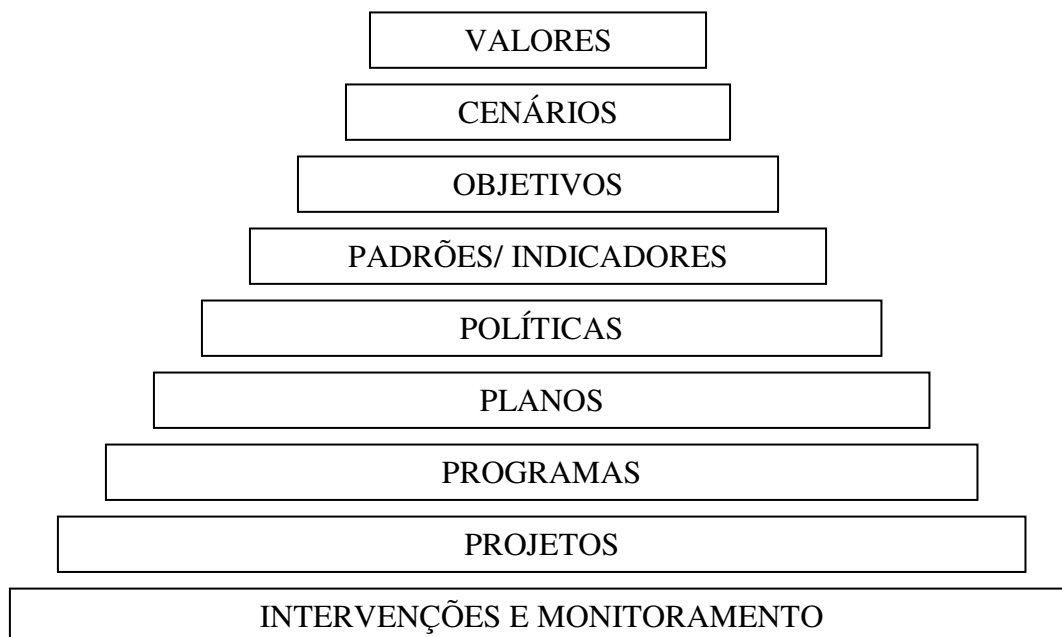 VALORES
CENÁRIOS
OBJETIVOS
PADRÕES/ INDICADORES
POLÍTICAS
PLANOS
PROGRAMAS
PROJETOS
INTERVENÇÕES E MONITORAMENTO